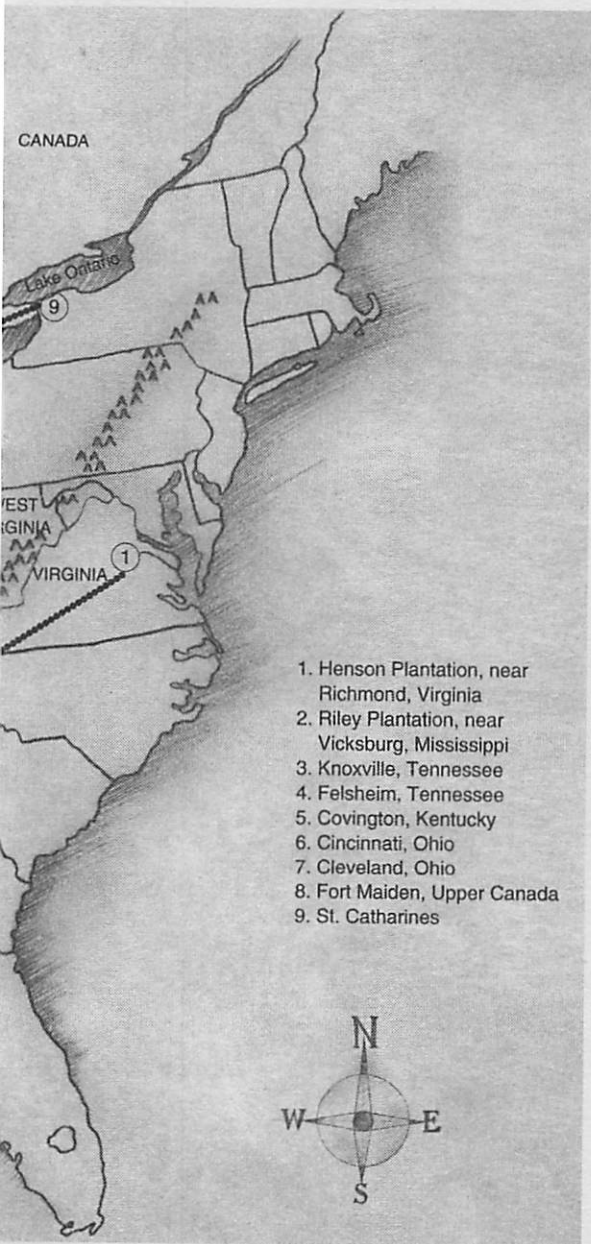 CANADA
Lake Ontario
9
EST
GINIA
VIRGINIA
1
1. Henson Plantation, near
Richmond, Virginia
2. Riley Plantation, near
Vicksburg, Mississippi
3. Knoxville, Tennessee
4. Felsheim, Tennessee
5. Covington, Kentucky
6. Cincinnati, Ohio
7. Cleveland, Ohio
8. Fort Maiden, Upper Canada
9. St. Catharines
N
W E
S